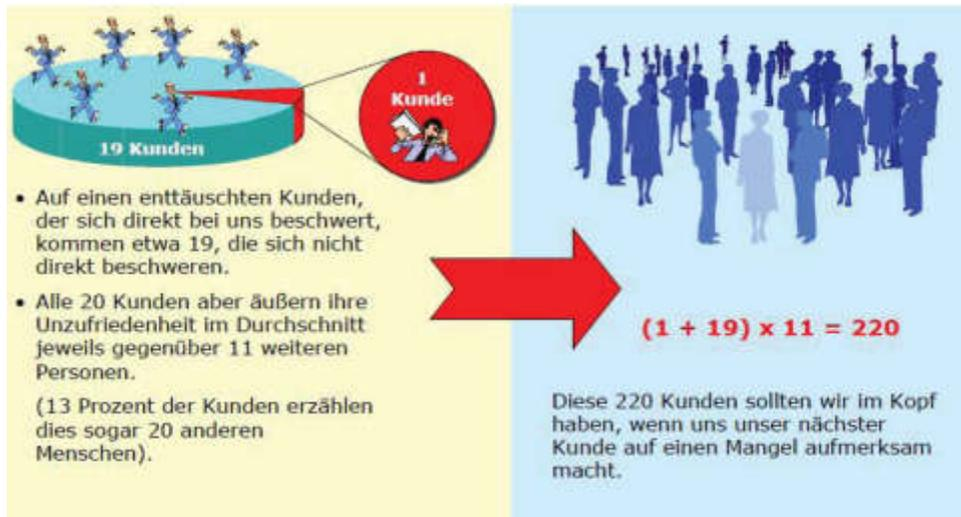 1
Kunde
19 Kunden
• Auf einen enttäuschten Kunden,
der sich direkt bei uns beschwert,
kommen etwa 19, die sich nicht
direkt beschweren.
• Alle 20 Kunden aber äußern ihre
Unzufriedenheit im Durchschnitt
jeweils gegenüber 11 weiteren
Personen.
(13 Prozent der Kunden erzählen
dies sogar 20 anderen
Menschen).
(1 + 19) x 11 = 220
Diese 220 Kunden sollten wir im Kopf
haben, wenn uns unser nächster
Kunde auf einen Mangel aufmerksam
macht.